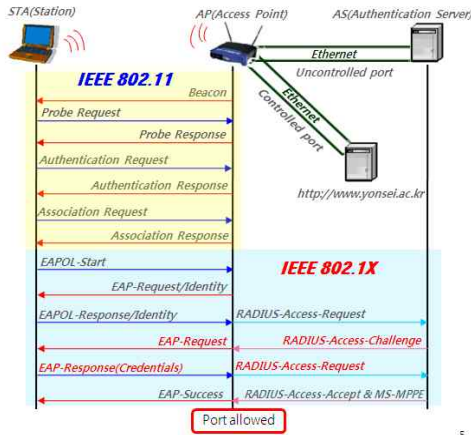 STA(Station)
AP(Access Point)
AS(Authentication Server)
Ethernet
Uncontrolled port
IEEE 802.11
Ethernet
Controlled port
Beacon
Probe Request
Probe Response
Authentication Request
Authentication Response
http://www.yonsei.ac.kr
Association Request
Association Response
EAPOL-Start
IEEE 802.1X
EAP-Request/Identity
EAPOL-Response/Identity
RADIUS-Access-Request
EAP-Request
RADIUS-Access-Challenge
EAP-Response(Credentials)
RADIUS-Access-Request
EAP-Success
RADIUS-Access-Accept & MS-MPPE
Port allowed
5